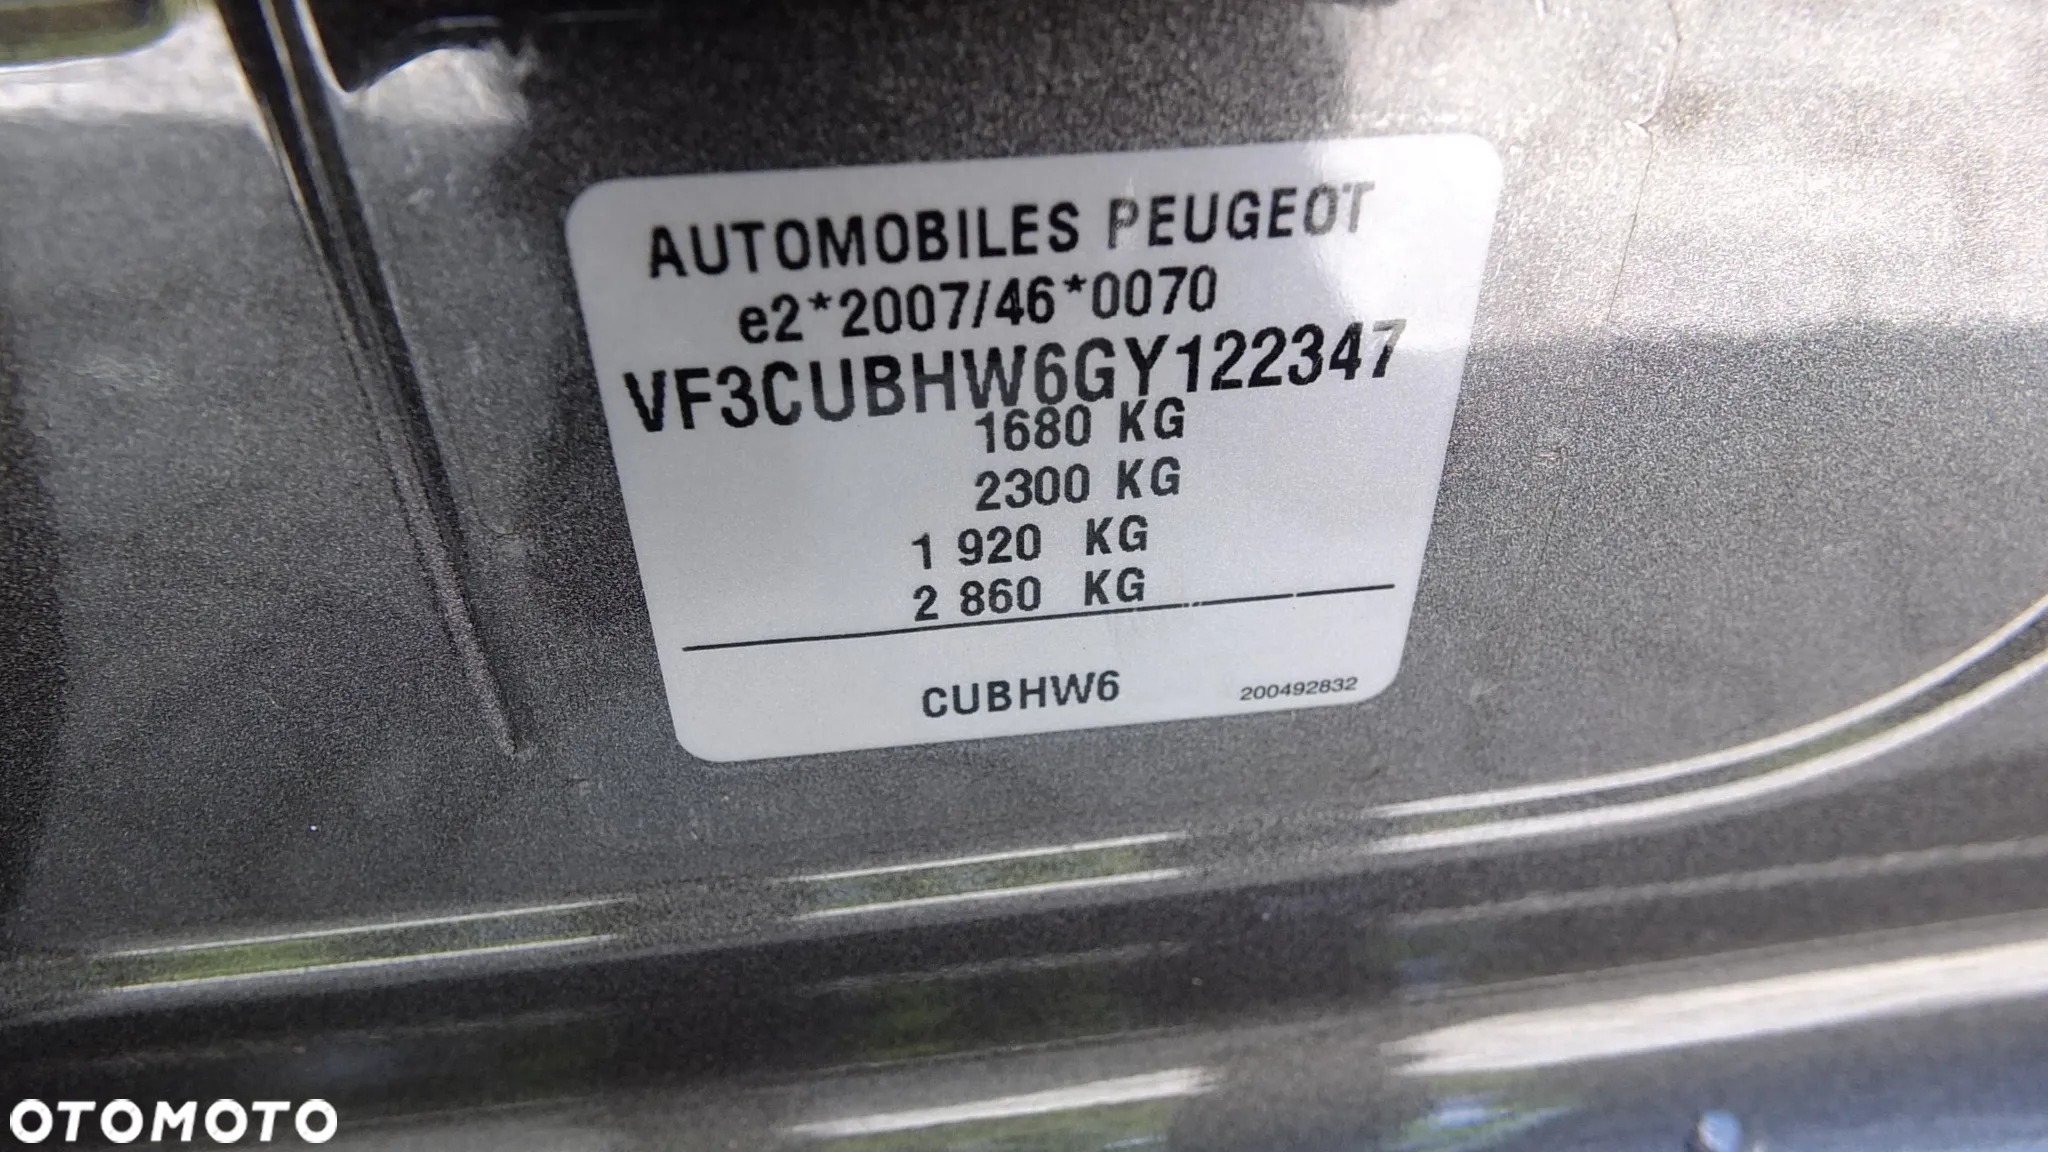 AUTOMOBILES PEUGEOT
e2*2007/46*0070
VF3CUBHW6GY122347
1680 KG
2300 KG
1 920 KG
2 860 KG
CUBHW6
200492832
OTOMOTO